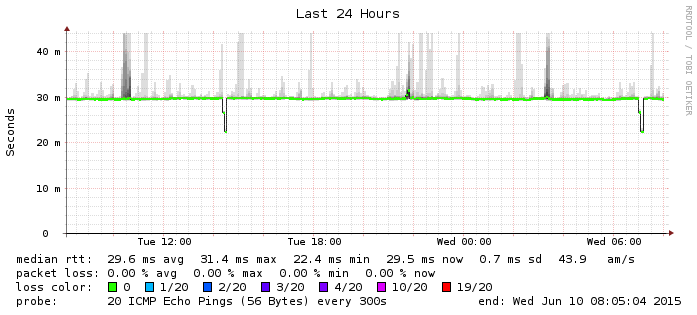 Last 24 Hours
RRDTOOL / TOBI OETIKER
Seconds
40 m
30 m
20 m
10 m
0
Tue 12:00 Tue 18:00 Wed 00:00 Wed 06:00
median rtt: 29.6 ms avg 31.4 ms max 22.4 ms min 29.5 ms now 0.7 ms sd 43.9 am/s
packet loss: 0.00 % avg 0.00 % max 0.00 % min 0.00 % now
loss color: 0 1/20 2/20 3/20 4/20 10/20 19/20
probe: 20 ICMP Echo Pings (56 Bytes) every 300s end: Wed Jun 10 08:05:04 2015